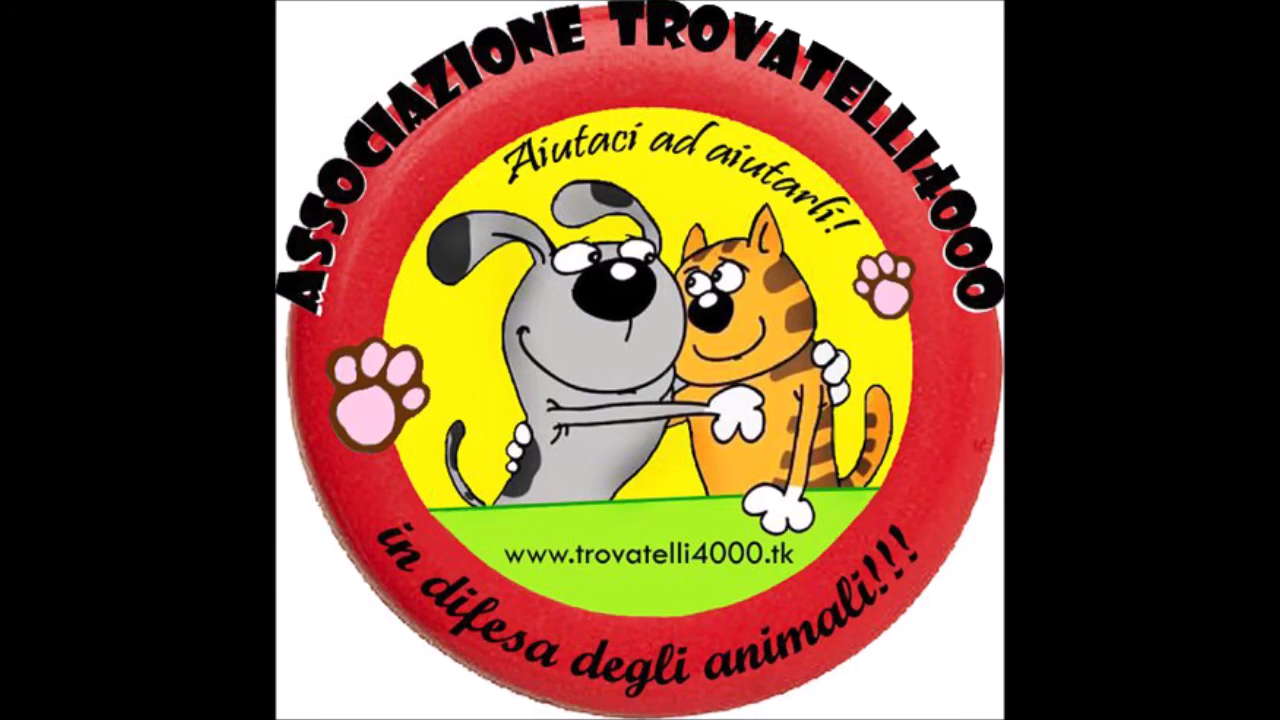 ASSOCIAZIONE TROVATELLI4000
Aiutaci ad aiutarli!
www.trovatelli4000.tk
in difesa degli animali!!!